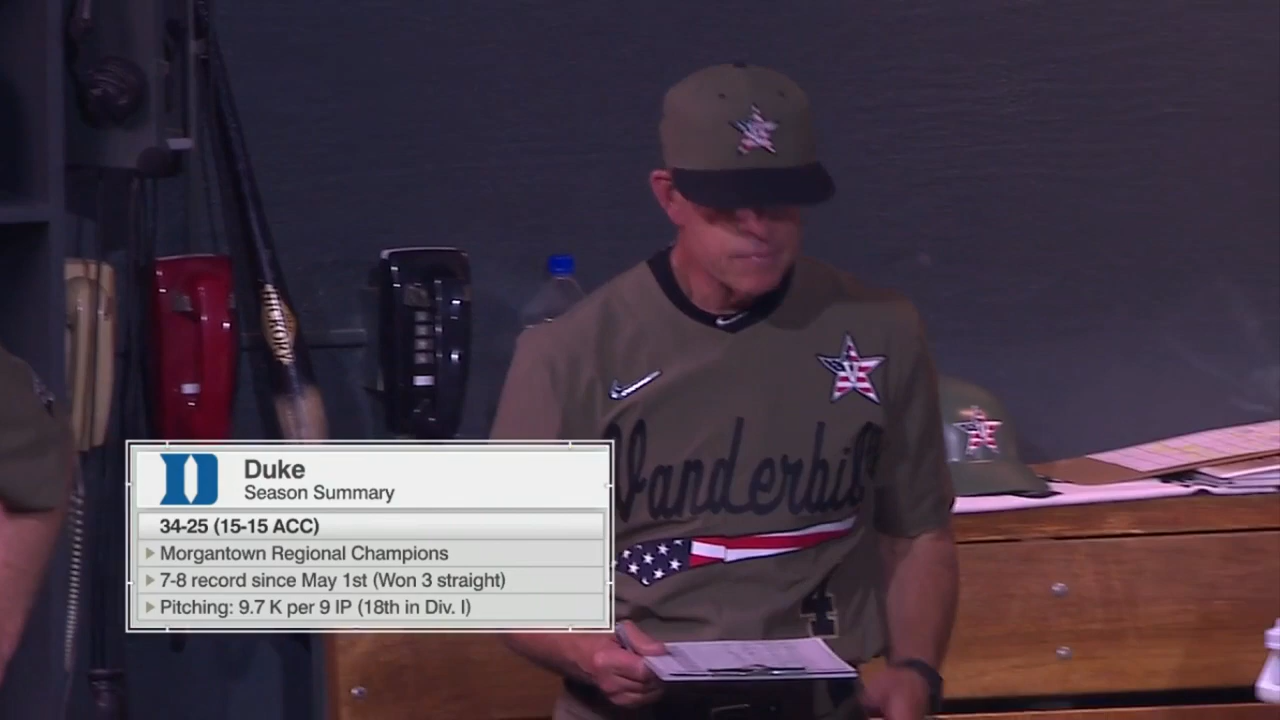 Duke
Season Summary
34-25 (15-15 ACC)
Morgantown Regional Champions
7-8 record since May 1st (Won 3 straight)
Pitching: 9.7 K per 9 IP (18th in Div. I)
Vanderbilt
4